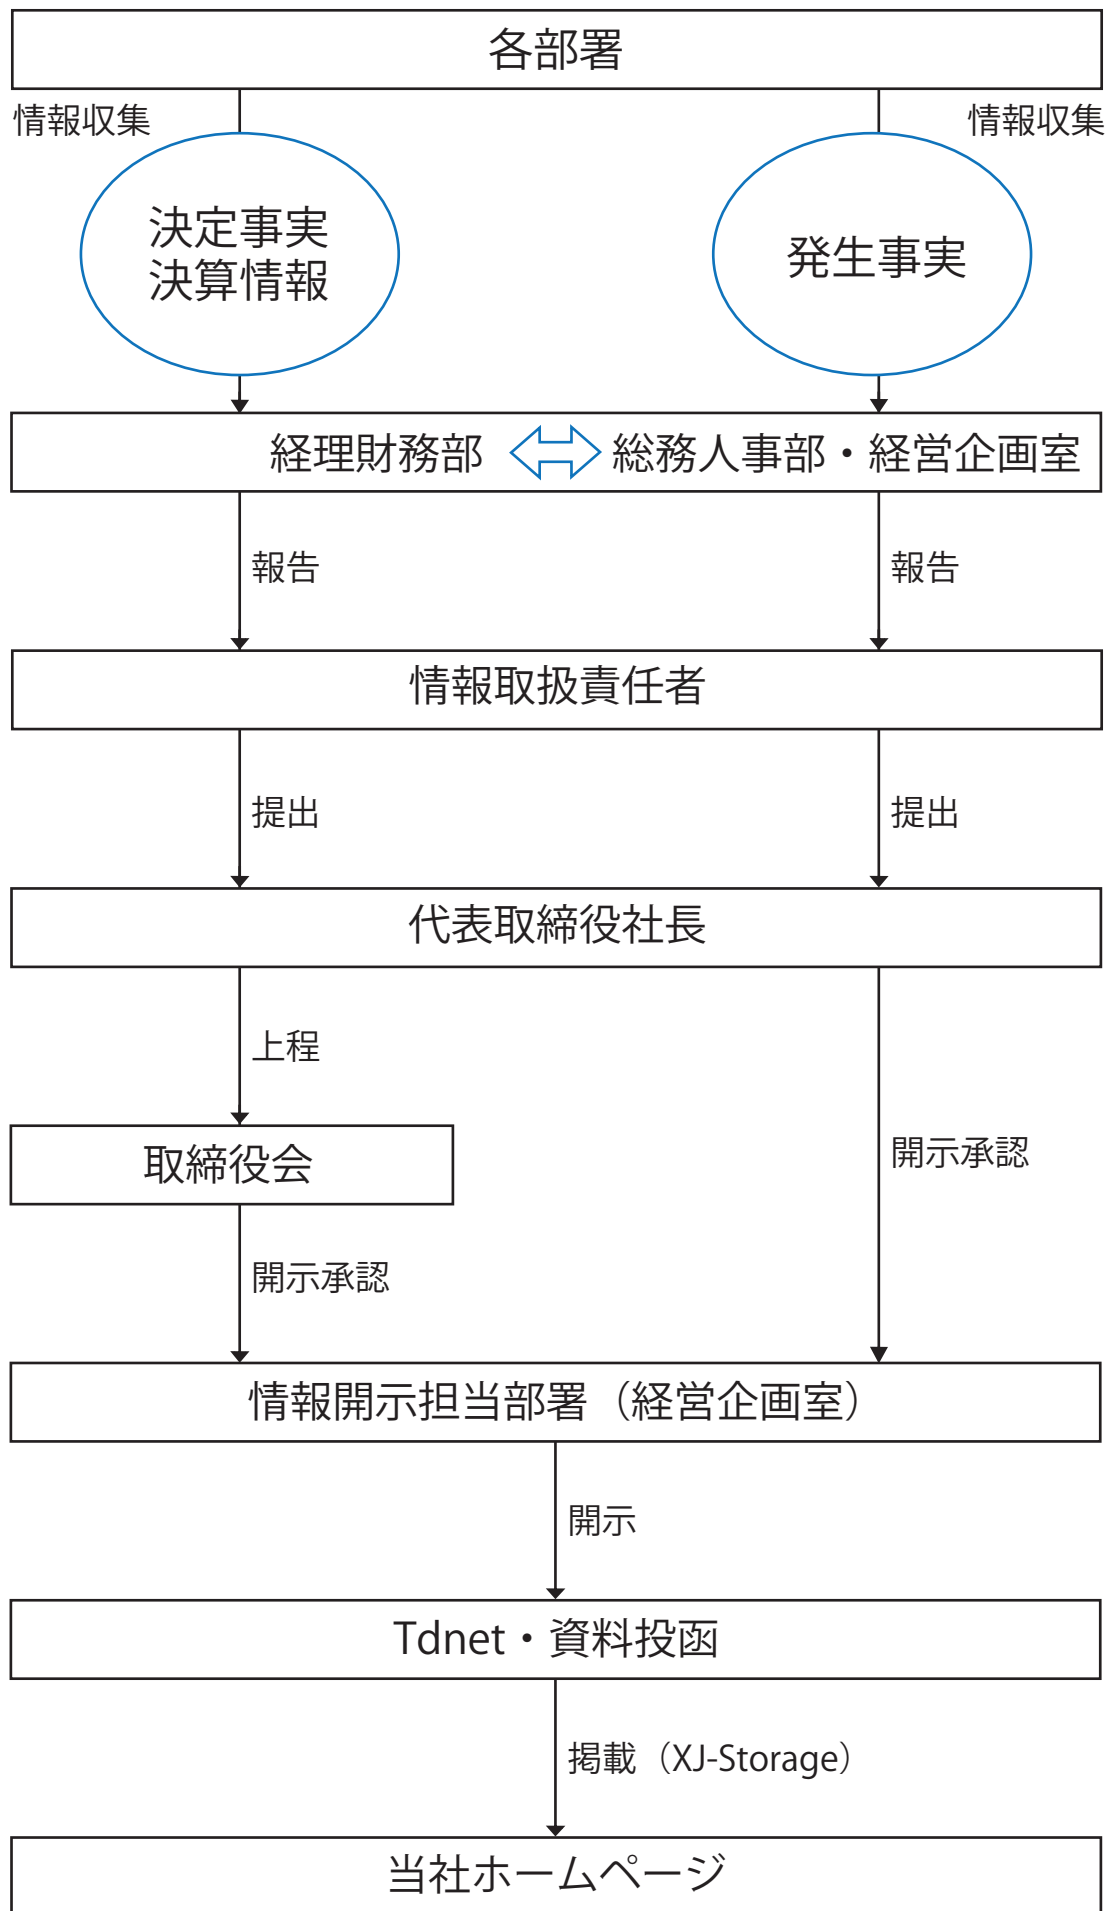 各部署
情報収集
情報収集
決定事実
決算情報
発生事実
経理財務部
総務人事部・経営企画室
報告
報告
情報取扱責任者
提出
提出
代表取締役社長
上程
取締役会
開示承認
開示承認
情報開示担当部署（経営企画室）
開示
Tdnet・資料投函
掲載（XJ-Storage）
当社ホームページ